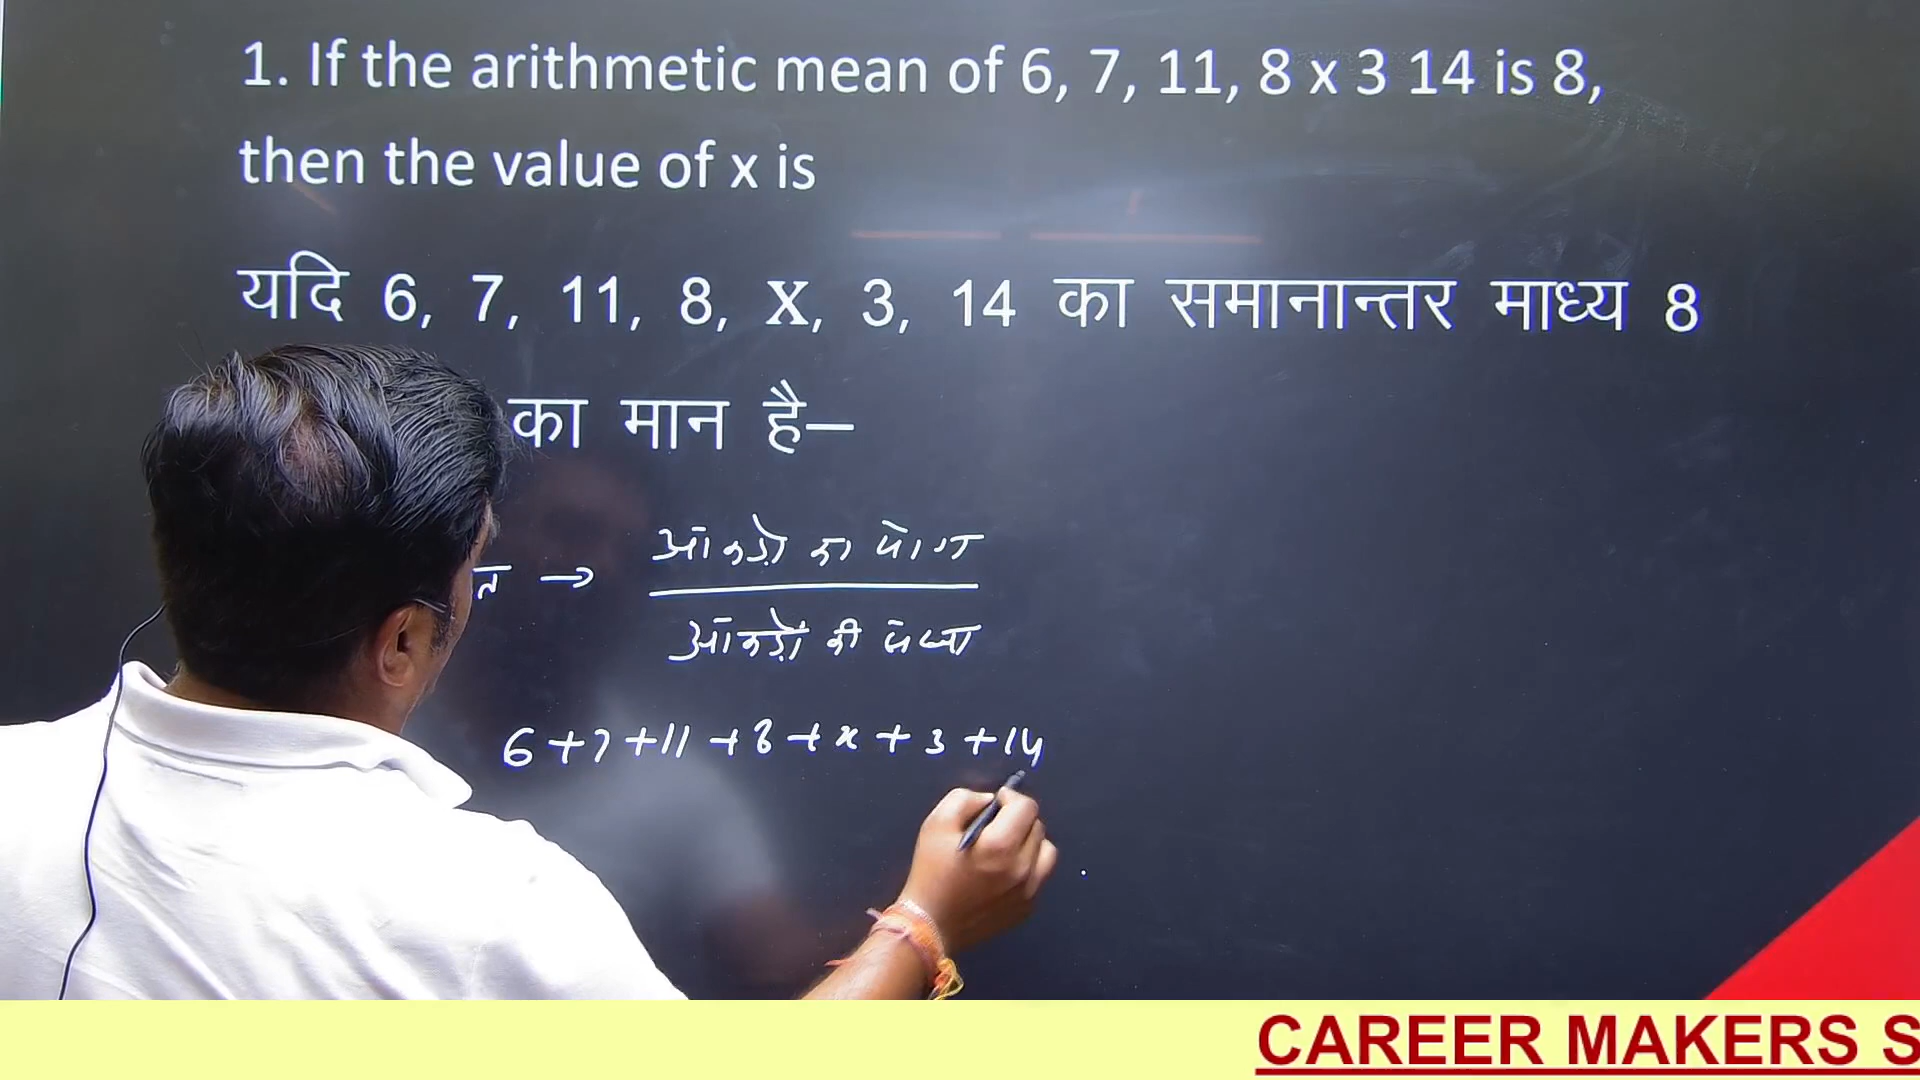 1. If the arithmetic mean of 6, 7, 11, 8 x 3 14 is 8,
then the value of x is
यदि 6, 7, 11, 8, X, 3, 14 का समानान्तर माध्य 8
का मान है–
त → आंकड़ो का योग
आंकड़ों की संख्या
6+7+11+8+x+3+14
CAREER MAKERS S